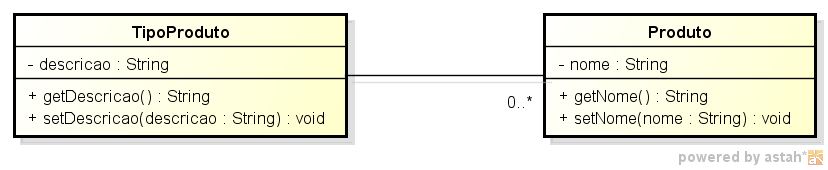 TipoProduto
- descricao : String
+ getDescricao() : String
+ setDescricao(descricao : String) : void
0..*
Produto
- nome : String
+ getNome() : String
+ setNome(nome : String) : void
powered by astah*